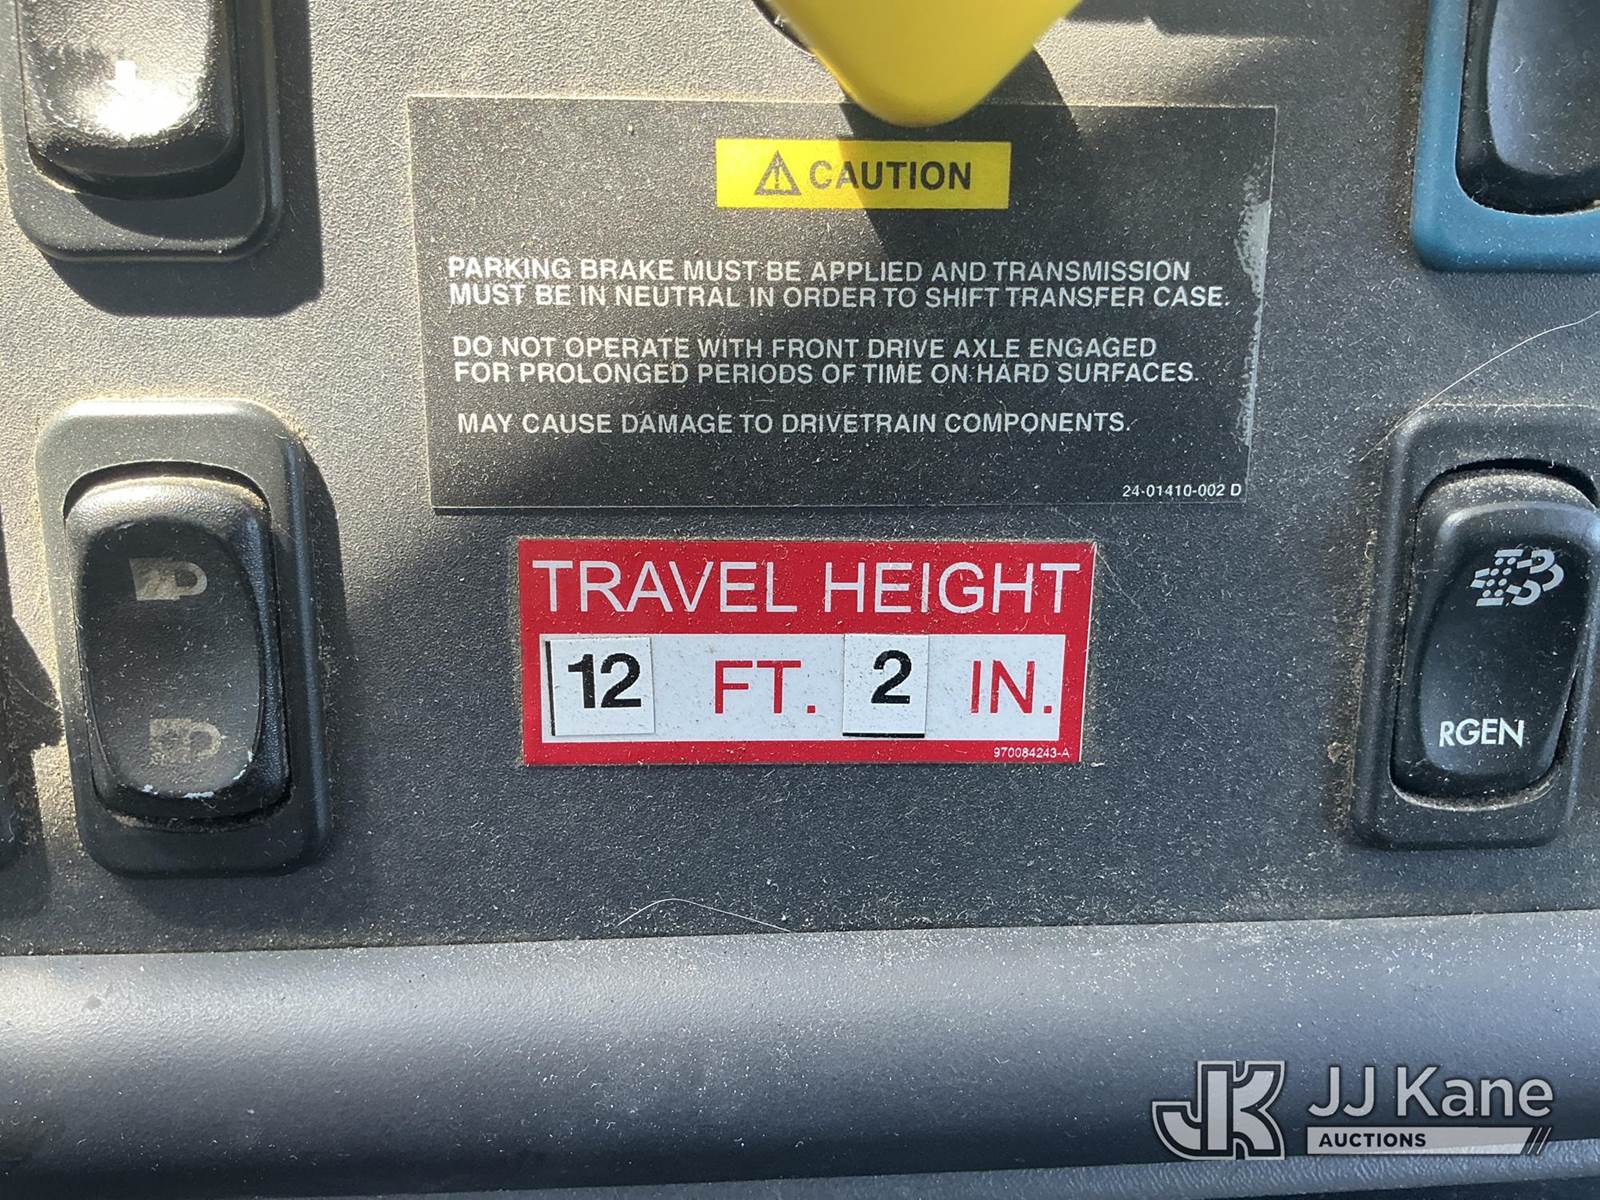 CAUTION
PARKING BRAKE MUST BE APPLIED AND TRANSMISSION
MUST BE IN NEUTRAL IN ORDER TO SHIFT TRANSFER CASE.
DO NOT OPERATE WITH FRONT DRIVE AXLE ENGAGED
FOR PROLONGED PERIODS OF TIME ON HARD SURFACES.
MAY CAUSE DAMAGE TO DRIVETRAIN COMPONENTS.
24-01410-002 D
TRAVEL HEIGHT
12 FT. 2 IN.
970084243-A
RGEN
JK JJ Kane
AUCTIONS